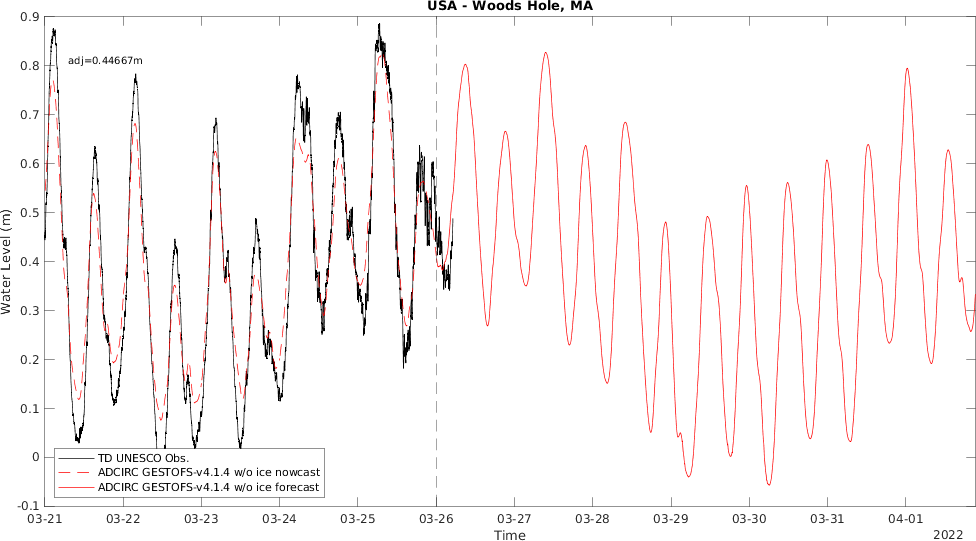 USA - Woods Hole, MA
adj=0.44667m
Water Level (m)
0.9
0.8
0.7
0.6
0.5
0.4
0.3
0.2
0.1
0
-0.1
TD UNESCO Obs.
ADCIRC GESTOFS-v4.1.4 w/o ice nowcast
ADCIRC GESTOFS-v4.1.4 w/o ice forecast
03-21 03-22 03-23 03-24 03-25 03-26 03-27 03-28 03-29 03-30 03-31 04-01
Time
2022